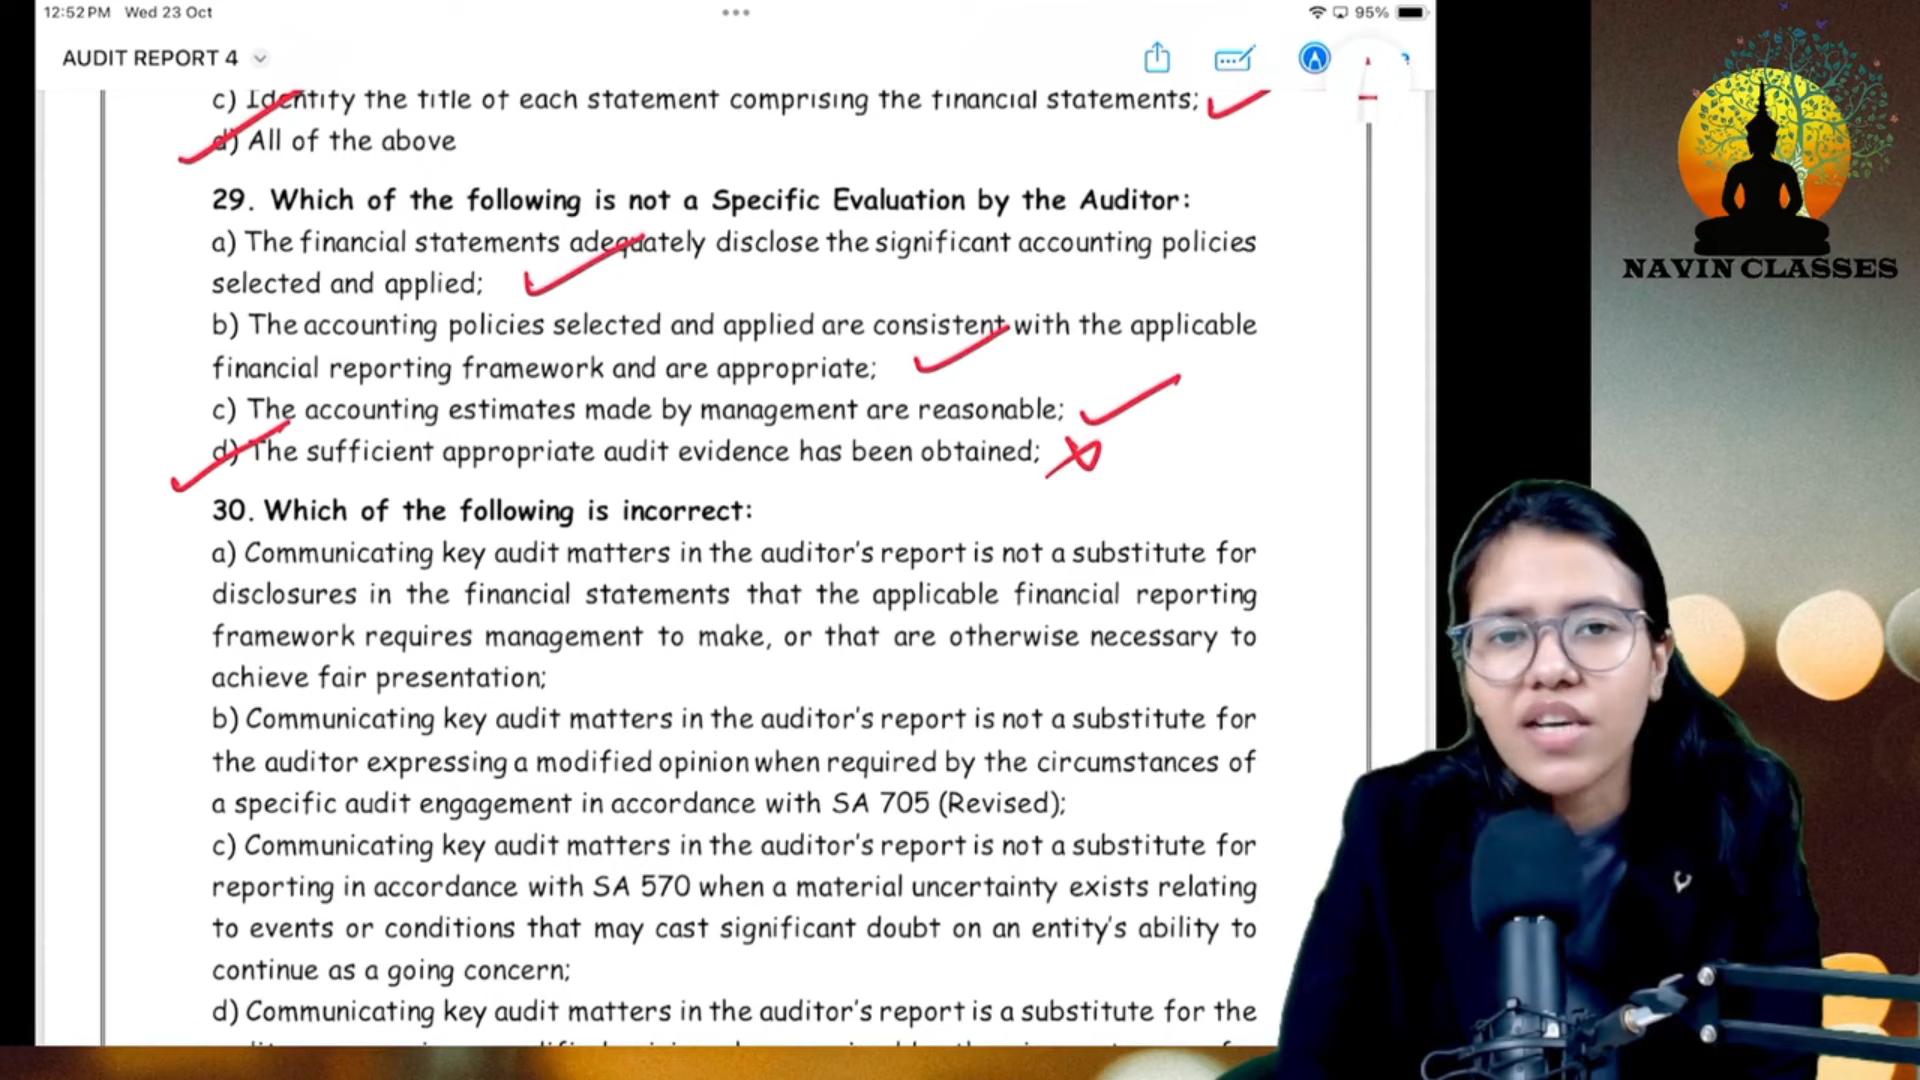 12:52 PM Wed 23 Oct
95%
AUDIT REPORT 4
c) Identify the title of each statement comprising the financial statements;
d) All of the above
29. Which of the following is not a Specific Evaluation by the Auditor:
a) The financial statements adequately disclose the significant accounting policies
selected and applied;
b) The accounting policies selected and applied are consistent with the applicable
financial reporting framework and are appropriate;
c) The accounting estimates made by management are reasonable;
d) The sufficient appropriate audit evidence has been obtained;
30. Which of the following is incorrect:
a) Communicating key audit matters in the auditor's report is not a substitute for
disclosures in the financial statements that the applicable financial reporting
framework requires management to make, or that are otherwise necessary to
achieve fair presentation;
b) Communicating key audit matters in the auditor's report is not a substitute for
the auditor expressing a modified opinion when required by the circumstances of
a specific audit engagement in accordance with SA 705 (Revised);
c) Communicating key audit matters in the auditor's report is not a substitute for
reporting in accordance with SA 570 when a material uncertainty exists relating
to events or conditions that may cast significant doubt on an entity's ability to
continue as a going concern;
d) Communicating key audit matters in the auditor's report is a substitute for the
NAVIN CLASSES